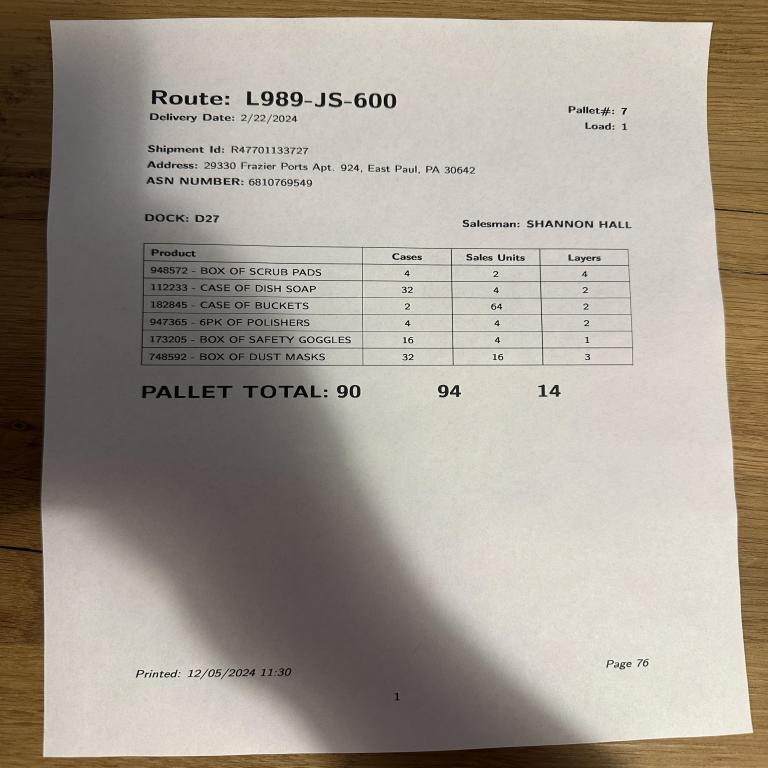 Route: L989-JS-600
Pallet#: 7
Delivery Date: 2/22/2024
Load: 1
Shipment Id: R47701133727
Address: 29330 Frazier Ports Apt. 924, East Paul, PA 30642
ASN NUMBER: 6810769549
DOCK: D27 Salesman: SHANNON HALL
Product Cases Sales Units Layers
948572 - BOX OF SCRUB PADS 4 2 4
112233 - CASE OF DISH SOAP 32 4 2
182845 - CASE OF BUCKETS 2 64 2
947365 - 6PK OF POLISHERS 4 4 2
173205 - BOX OF SAFETY GOGGLES 16 4 1
748592 - BOX OF DUST MASKS 32 16 3
PALLET TOTAL: 90 94 14
Printed: 12/05/2024 11:30 Page 76
1